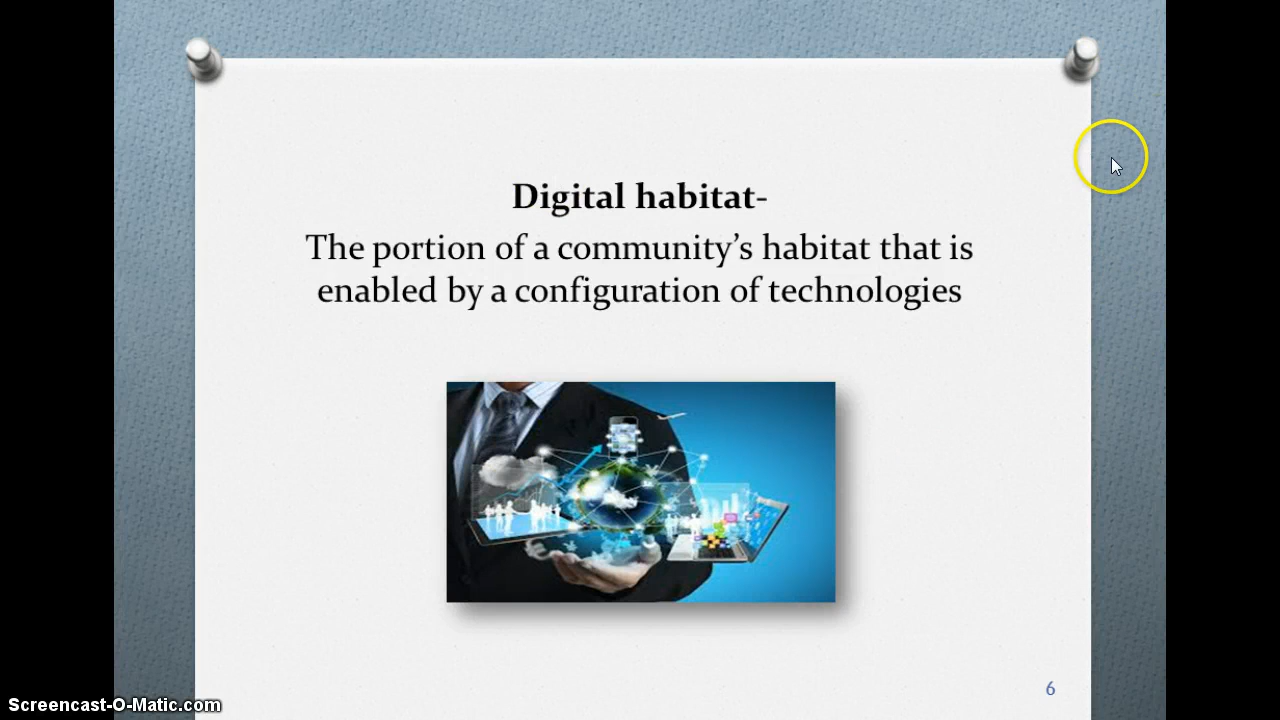 Digital habitat-
The portion of a community’s habitat that is
enabled by a configuration of technologies
6
Screencast-O-Matic.com